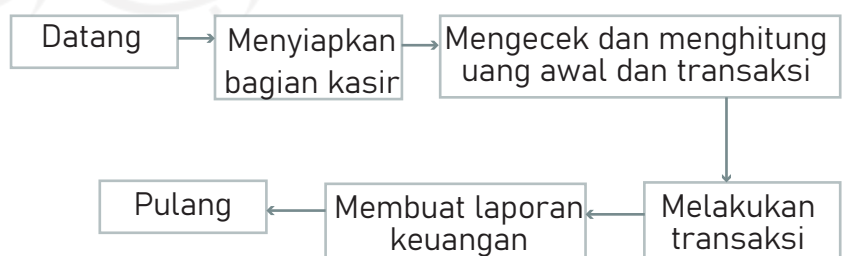 Datang
Menyiapkan
bagian kasir
Mengecek dan menghitung
uang awal dan transaksi
Melakukan
transaksi
Membuat laporan
keuangan
Pulang